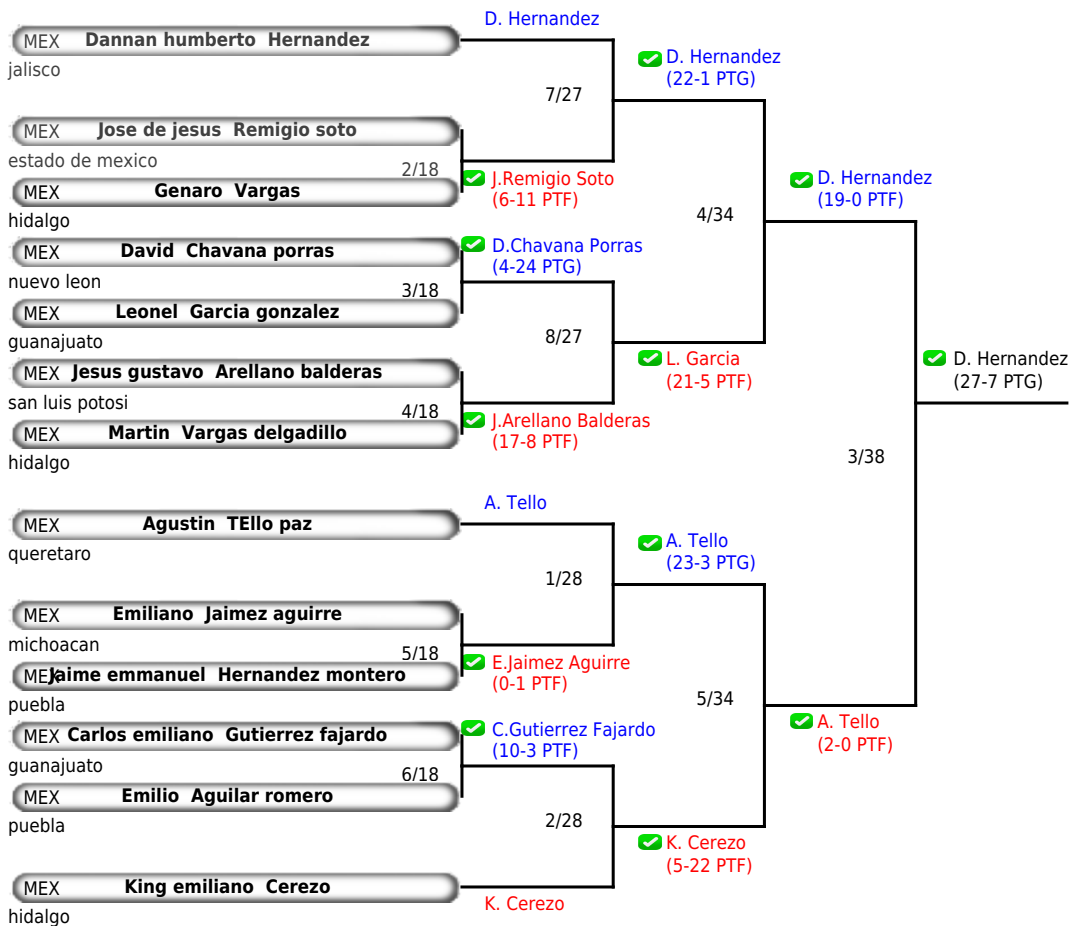 D. Hernandez
MEX Dannan humberto Hernandez
jalisco
D. Hernandez
(22-1 PTG)
7/27
MEX Jose de jesus Remigio soto
estado de mexico
2/18
J.Remigio Soto
(6-11 PTF)
MEX Genaro Vargas
hidalgo
D. Hernandez
(19-0 PTF)
4/34
MEX David Chavana porras
nuevo leon
D.Chavana Porras
(4-24 PTG)
3/18
MEX Leonel Garcia gonzalez
guanajuato
8/27
L. Garcia
(21-5 PTF)
D. Hernandez
(27-7 PTG)
MEX Jesus gustavo Arellano balderas
san luis potosi
4/18
J.Arellano Balderas
(17-8 PTF)
MEX Martin Vargas delgadillo
hidalgo
3/38
A. Tello
MEX Agustin TEllo paz
queretaro
A. Tello
(23-3 PTG)
1/28
MEX Emiliano Jaimez aguirre
michoacan
5/18
E.Jaimez Aguirre
(0-1 PTF)
MEX Jaime emmanuel Hernandez montero
puebla
5/34
A. Tello
(2-0 PTF)
MEX Carlos emiliano Gutierrez fajardo
guanajuato
C.Gutierrez Fajardo
(10-3 PTF)
6/18
MEX Emilio Aguilar romero
puebla
2/28
K. Cerezo
(5-22 PTF)
MEX King emiliano Cerezo
hidalgo
K. Cerezo